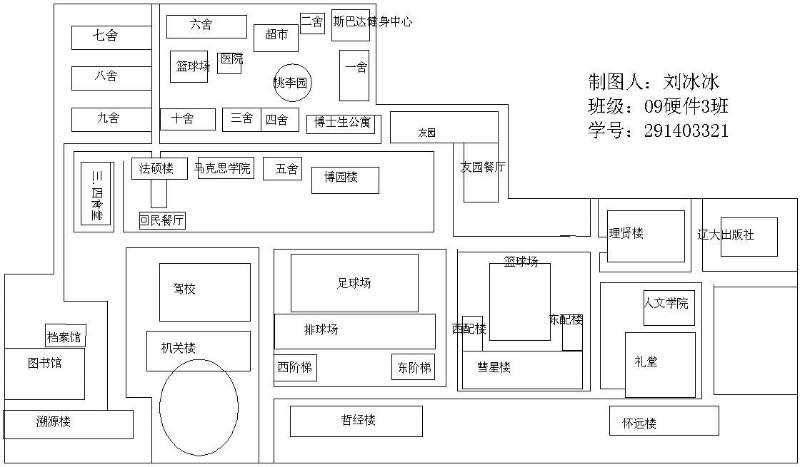 七舍
六舍
二舍
斯巴达健身中心
超市
八舍
篮球场
医院
一舍
桃李园
九舍
十舍
三舍
四舍
博士生公寓
友园
制图人：刘冰冰
班级：09硬件3班
学号：291403321
三.四食堂
法硕楼
马克思学院
五舍
博园楼
友园餐厅
回民餐厅
理贤楼
辽大出版社
驾校
足球场
篮球场
人文学院
排球场
西配楼
东配楼
档案馆
图书馆
机关楼
西阶梯
东阶梯
彗星楼
礼堂
溯源楼
哲经楼
怀远楼